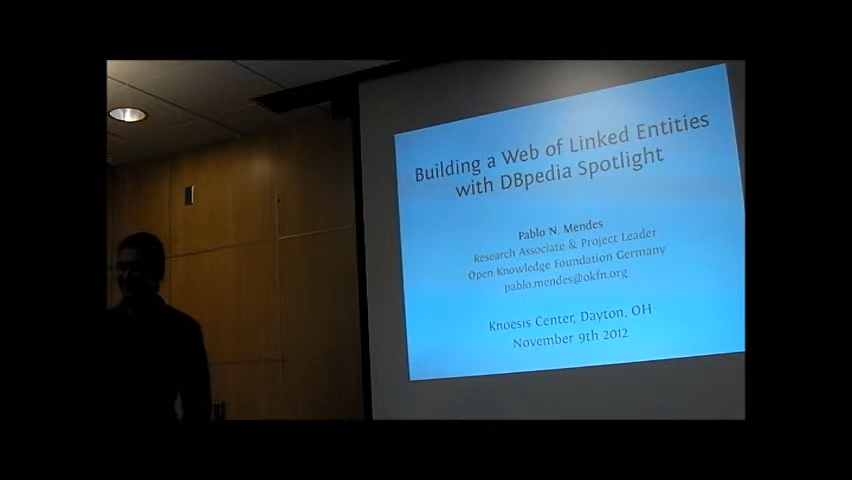 Building a Web of Linked Entities
with DBpedia Spotlight
Pablo N. Mendes
Research Associate & Project Leader
Open Knowledge Foundation Germany
pablo.mendes@okfn.org
Knoesis Center, Dayton, OH
November 9th 2012